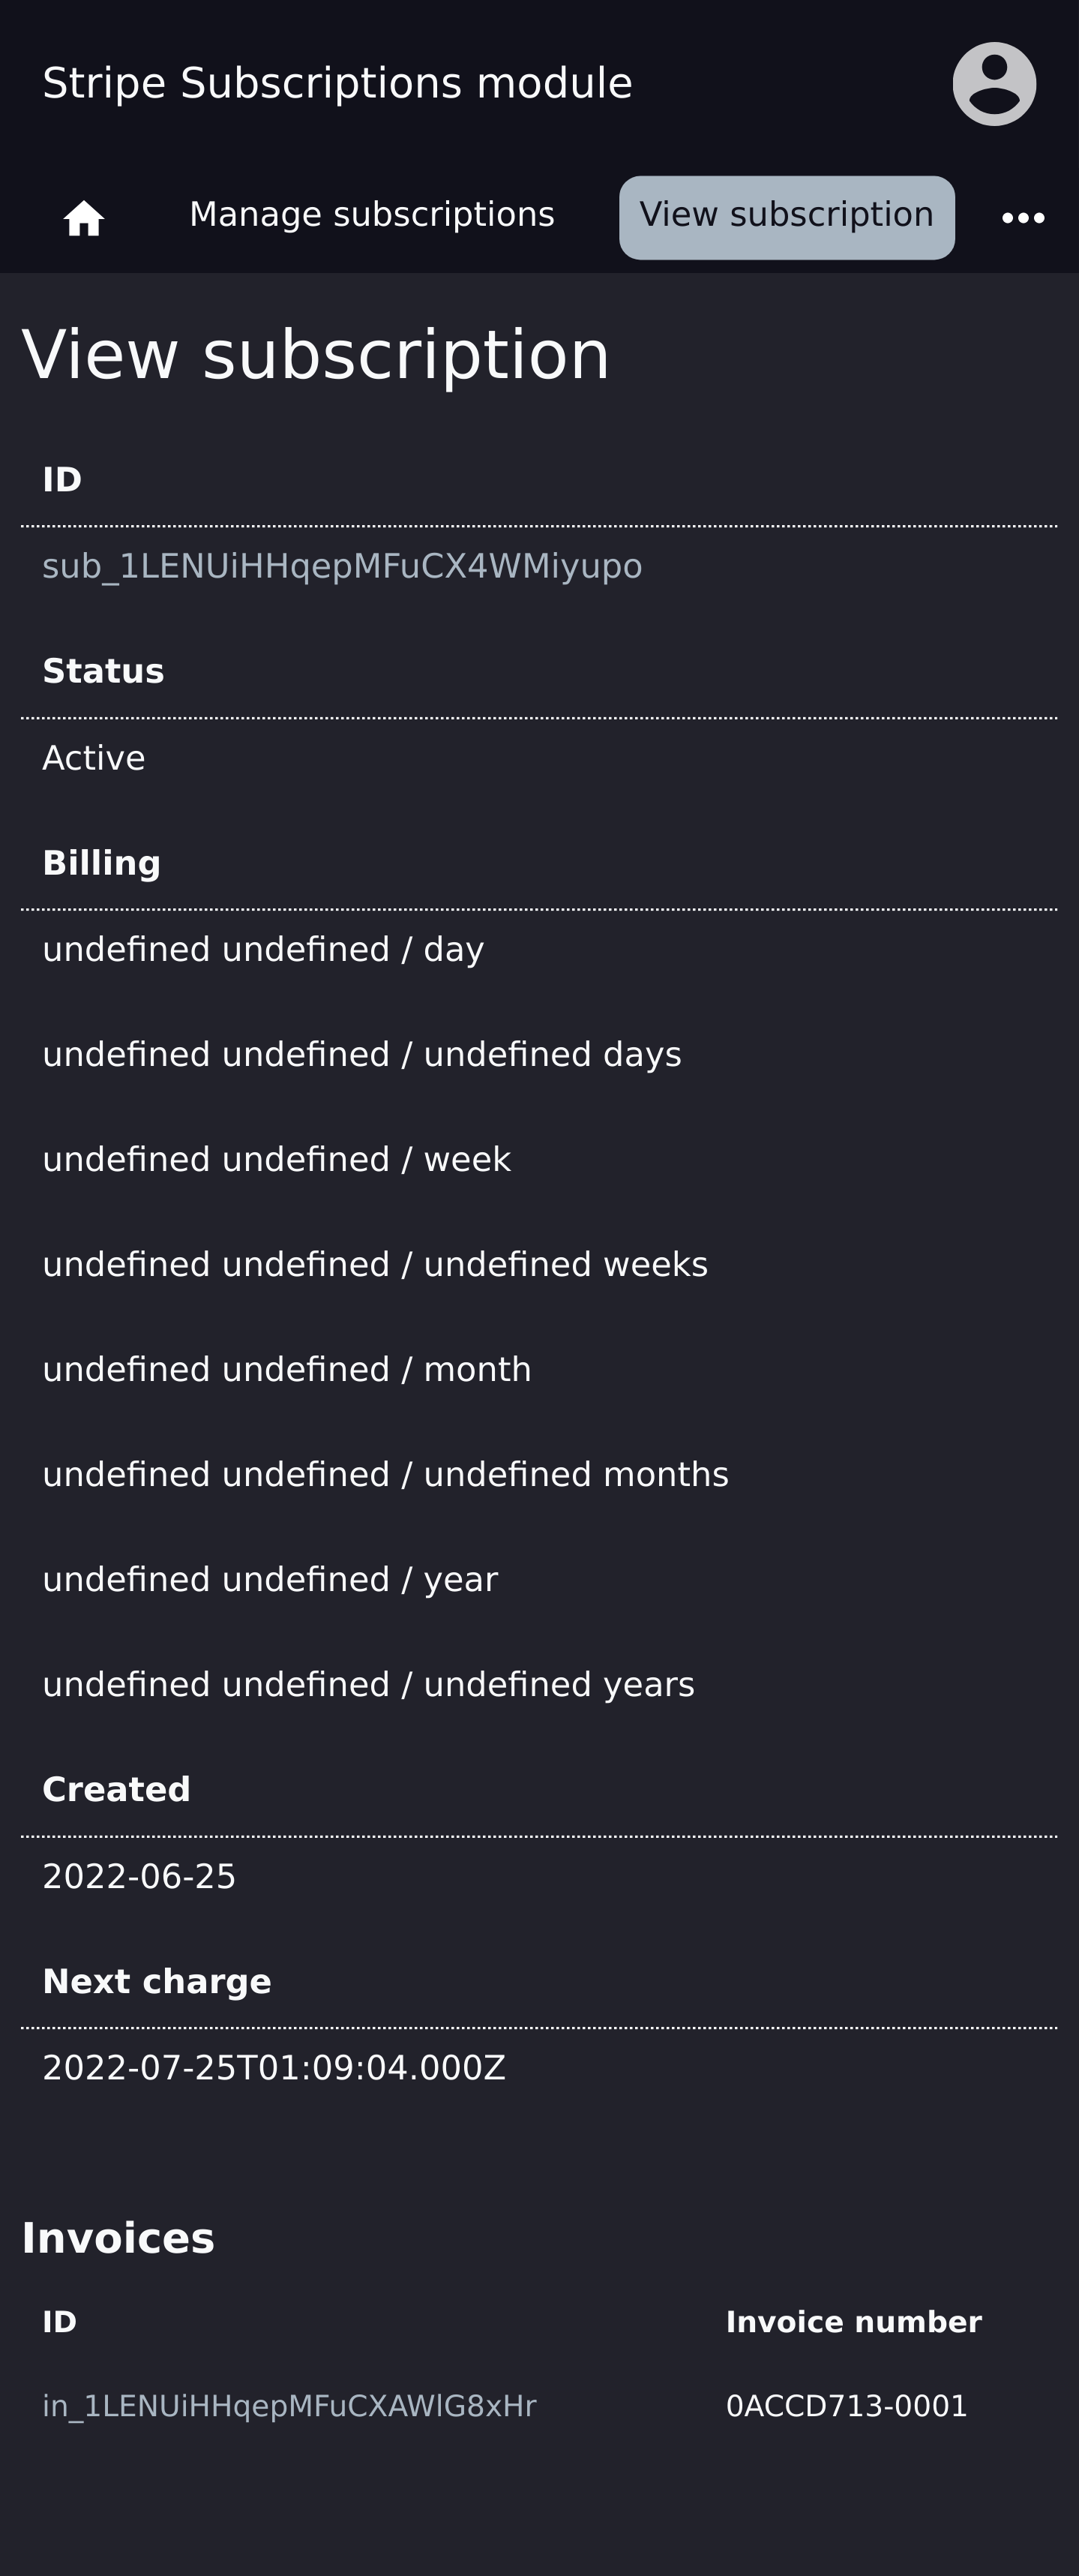 Stripe Subscriptions module
Manage subscriptions
View subscription
View subscription
ID
sub_1LENUiHHqepMFuCX4WMiyupo
Status
Active
Billing
undefined undefined / day
undefined undefined / undefined days
undefined undefined / week
undefined undefined / undefined weeks
undefined undefined / month
undefined undefined / undefined months
undefined undefined / year
undefined undefined / undefined years
Created
2022-06-25
Next charge
2022-07-25T01:09:04.000Z
Invoices
ID Invoice number
in_1LENUiHHqepMFuCXAWlG8xHr 0ACCD713-0001